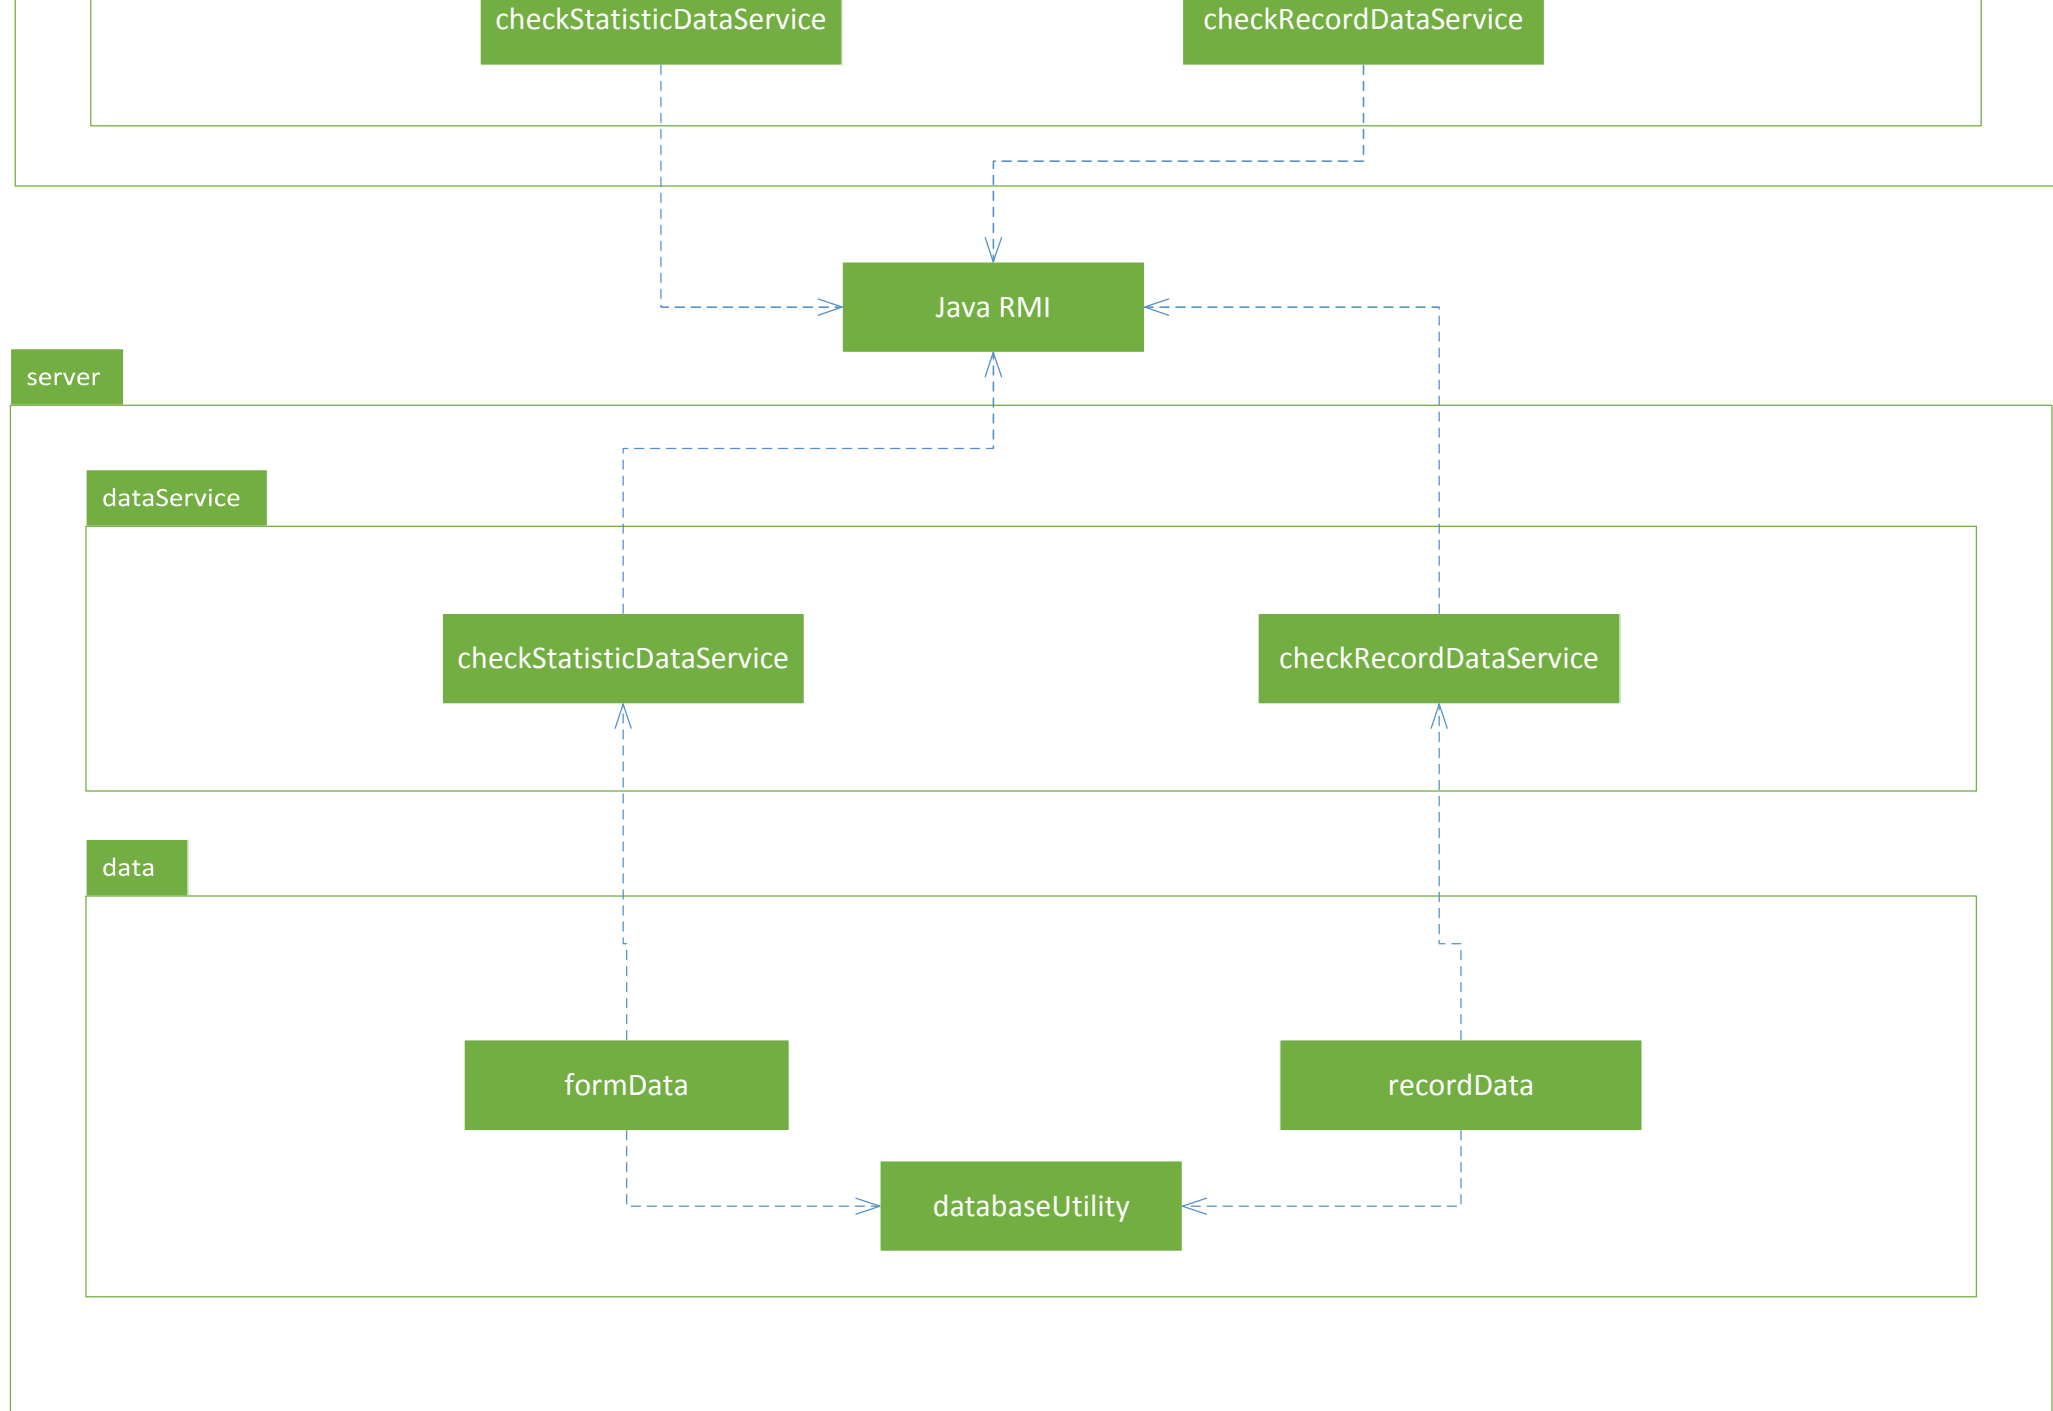 checkStatisticDataService
checkRecordDataService
Java RMI
server
dataService
checkStatisticDataService
checkRecordDataService
data
formData
recordData
databaseUtility